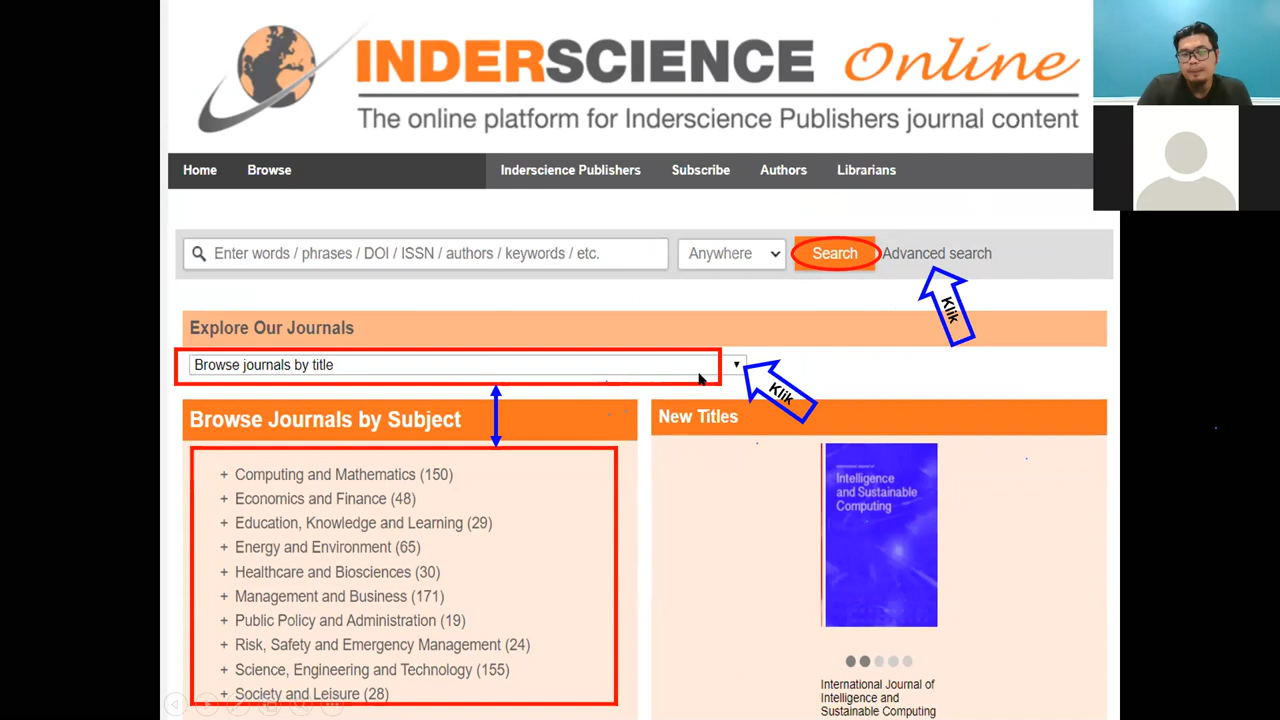 INDERSCIENCE Online
The online platform for Inderscience Publishers journal content
Home Browse Inderscience Publishers Subscribe Authors Librarians
Enter words / phrases / DOI / ISSN / authors / keywords / etc. Anywhere Search Advanced search
Klik
Explore Our Journals
Browse journals by title
Klik
Browse Journals by Subject
+ Computing and Mathematics (150)
+ Economics and Finance (48)
+ Education, Knowledge and Learning (29)
+ Energy and Environment (65)
+ Healthcare and Biosciences (30)
+ Management and Business (171)
+ Public Policy and Administration (19)
+ Risk, Safety and Emergency Management (24)
+ Science, Engineering and Technology (155)
+ Society and Leisure (28)
New Titles
Intelligence
and Sustainable
Computing
International Journal of
Intelligence and
Sustainable Computing